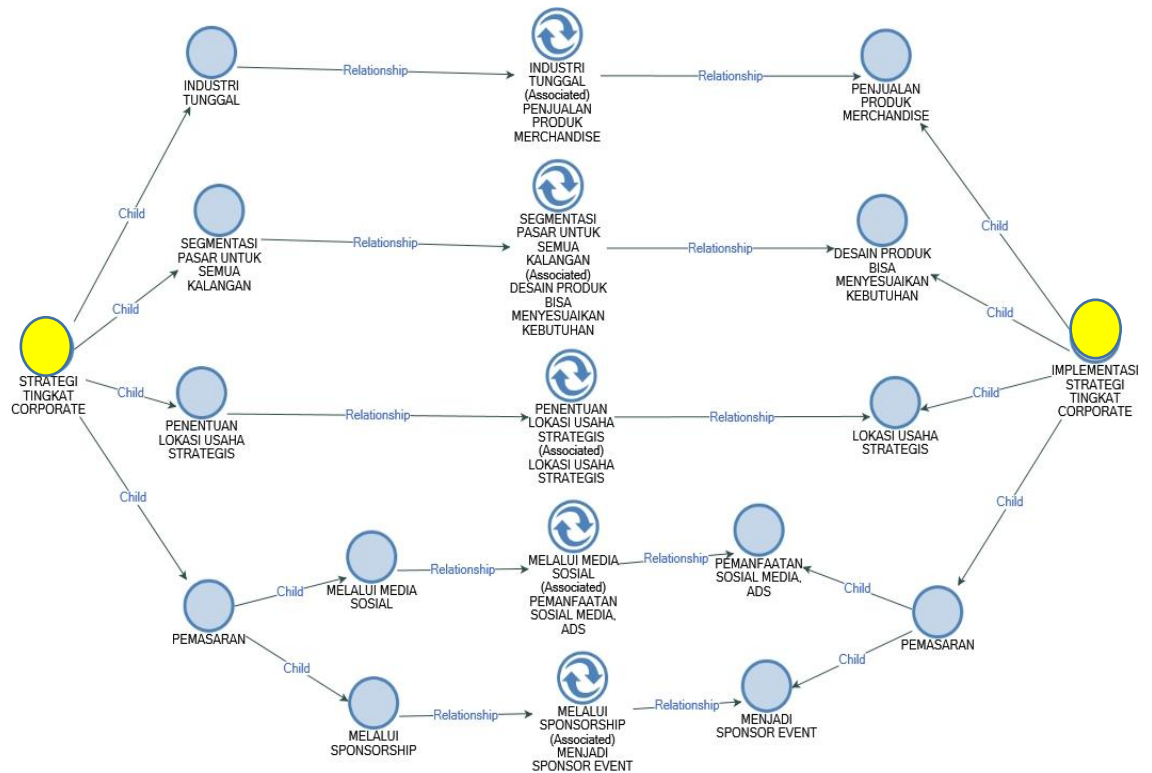 INDUSTRI
TUNGGAL
Relationship
INDUSTRI
TUNGGAL
(Associated)
PENJUALAN
PRODUK
MERCHANDISE
Relationship
PENJUALAN
PRODUK
MERCHANDISE
Child
Child
SEGMENTASI
PASAR UNTUK
SEMUA
KALANGAN
Relationship
SEGMENTASI
PASAR UNTUK
SEMUA
KALANGAN
(Associated)
DESAIN PRODUK
BISA
MENYESUAIKAN
KEBUTUHAN
Relationship
DESAIN PRODUK
BISA
MENYESUAIKAN
KEBUTUHAN
Child
Child
STRATEGI
TINGKAT
CORPORATE
IMPLEMENTASI
STRATEGI
TINGKAT
CORPORATE
Child
PENENTUAN
LOKASI USAHA
STRATEGIS
Relationship
PENENTUAN
LOKASI USAHA
STRATEGIS
(Associated)
LOKASI USAHA
STRATEGIS
Relationship
LOKASI USAHA
STRATEGIS
Child
Child
Child
PEMASARAN
Child
MELALUI MEDIA
SOSIAL
Relationship
MELALUI MEDIA
SOSIAL
(Associated)
PEMANFAATAN
SOSIAL MEDIA,
ADS
Relationship
PEMANFAATAN
SOSIAL MEDIA,
ADS
Child
PEMASARAN
Child
MELALUI
SPONSORSHIP
Relationship
MELALUI
SPONSORSHIP
(Associated)
MENJADI
SPONSOR EVENT
Relationship
MENJADI
SPONSOR EVENT
Child